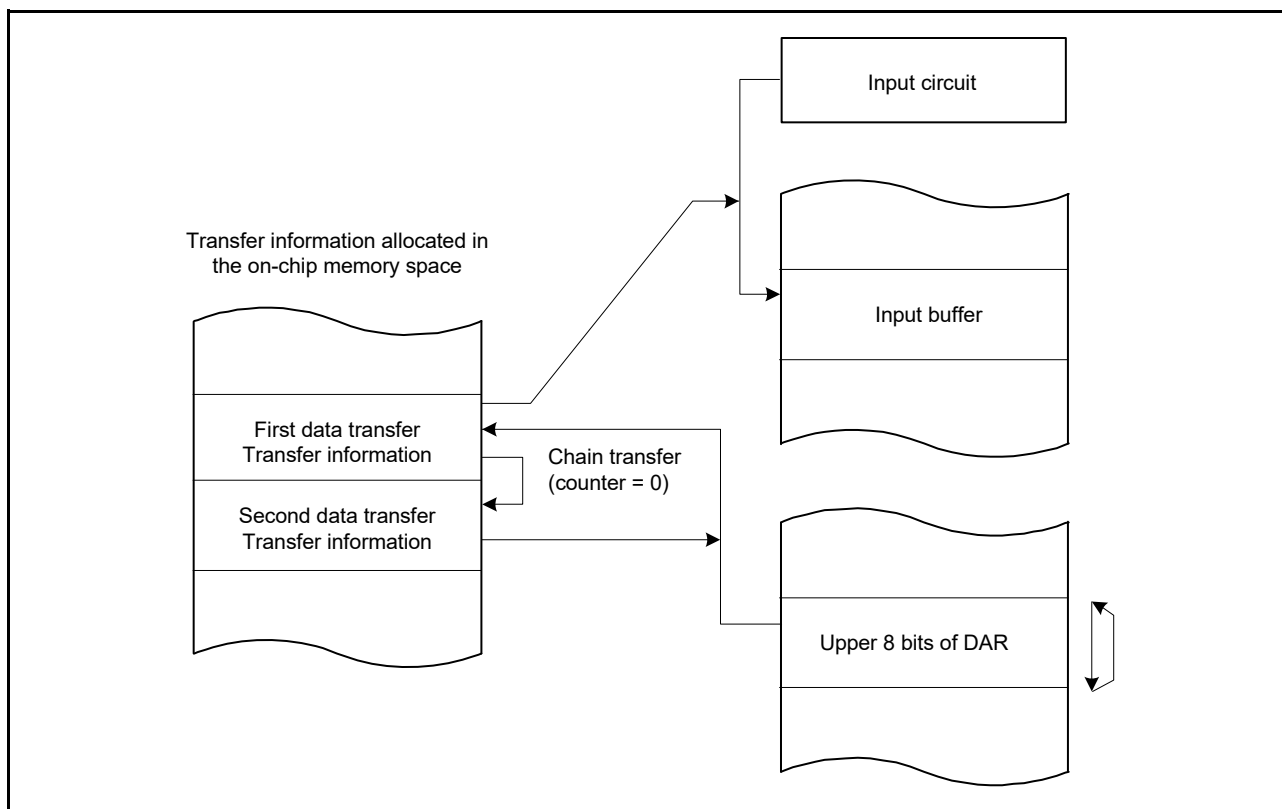 Input circuit
Transfer information allocated in
the on-chip memory space
Input buffer
First data transfer
Transfer information
Chain transfer
(counter = 0)
Second data transfer
Transfer information
Upper 8 bits of DAR